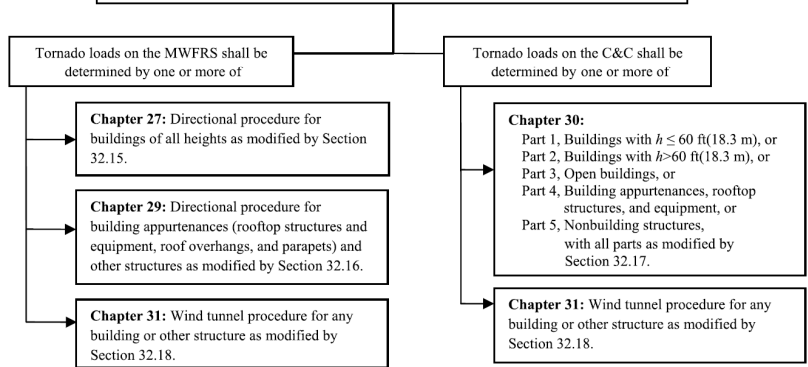 Tornado loads on the MWFRS shall be
determined by one or more of
Chapter 27: Directional procedure for
buildings of all heights as modified by Section
32.15.
Chapter 29: Directional procedure for
building appurtenances (rooftop structures and
equipment, roof overhangs, and parapets) and
other structures as modified by Section 32.16.
Chapter 31: Wind tunnel procedure for any
building or other structure as modified by
Section 32.18.
Tornado loads on the C&C shall be
determined by one or more of
Chapter 30:
Part 1, Buildings with h ≤ 60 ft(18.3 m), or
Part 2, Buildings with h>60 ft(18.3 m), or
Part 3, Open buildings, or
Part 4, Building appurtenances, rooftop
structures, and equipment, or
Part 5, Nonbuilding structures,
with all parts as modified by
Section 32.17.
Chapter 31: Wind tunnel procedure for any
building or other structure as modified by
Section 32.18.